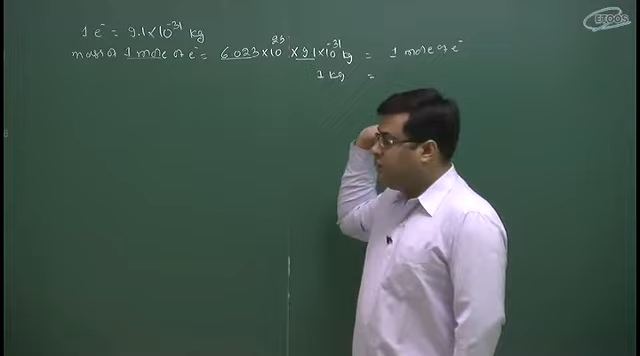 ETOOS
1 e⁻ = 9.1 × 10⁻³¹ kg
mass of 1 mole of e⁻ = 6.023 × 10²³ × 9.1 × 10⁻³¹ kg = 1 mole of e⁻
1 kg =